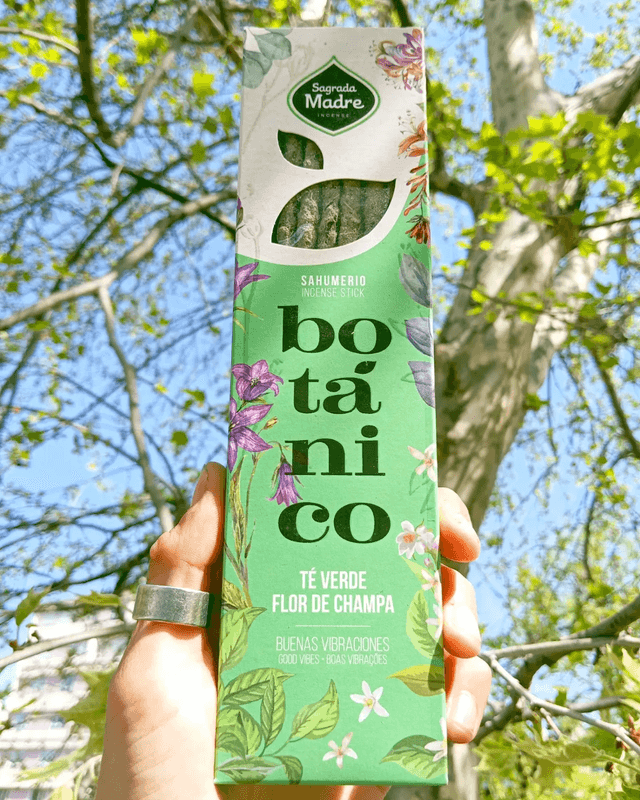 Sagrada
Madre
INCENSE
SAHUMERIO
INCENSE STICK
bo
tá
ni
co
TÉ VERDE
FLOR DE CHAMPA
BUENAS VIBRACIONES
GOOD VIBES - BOAS VIBRAÇÕES